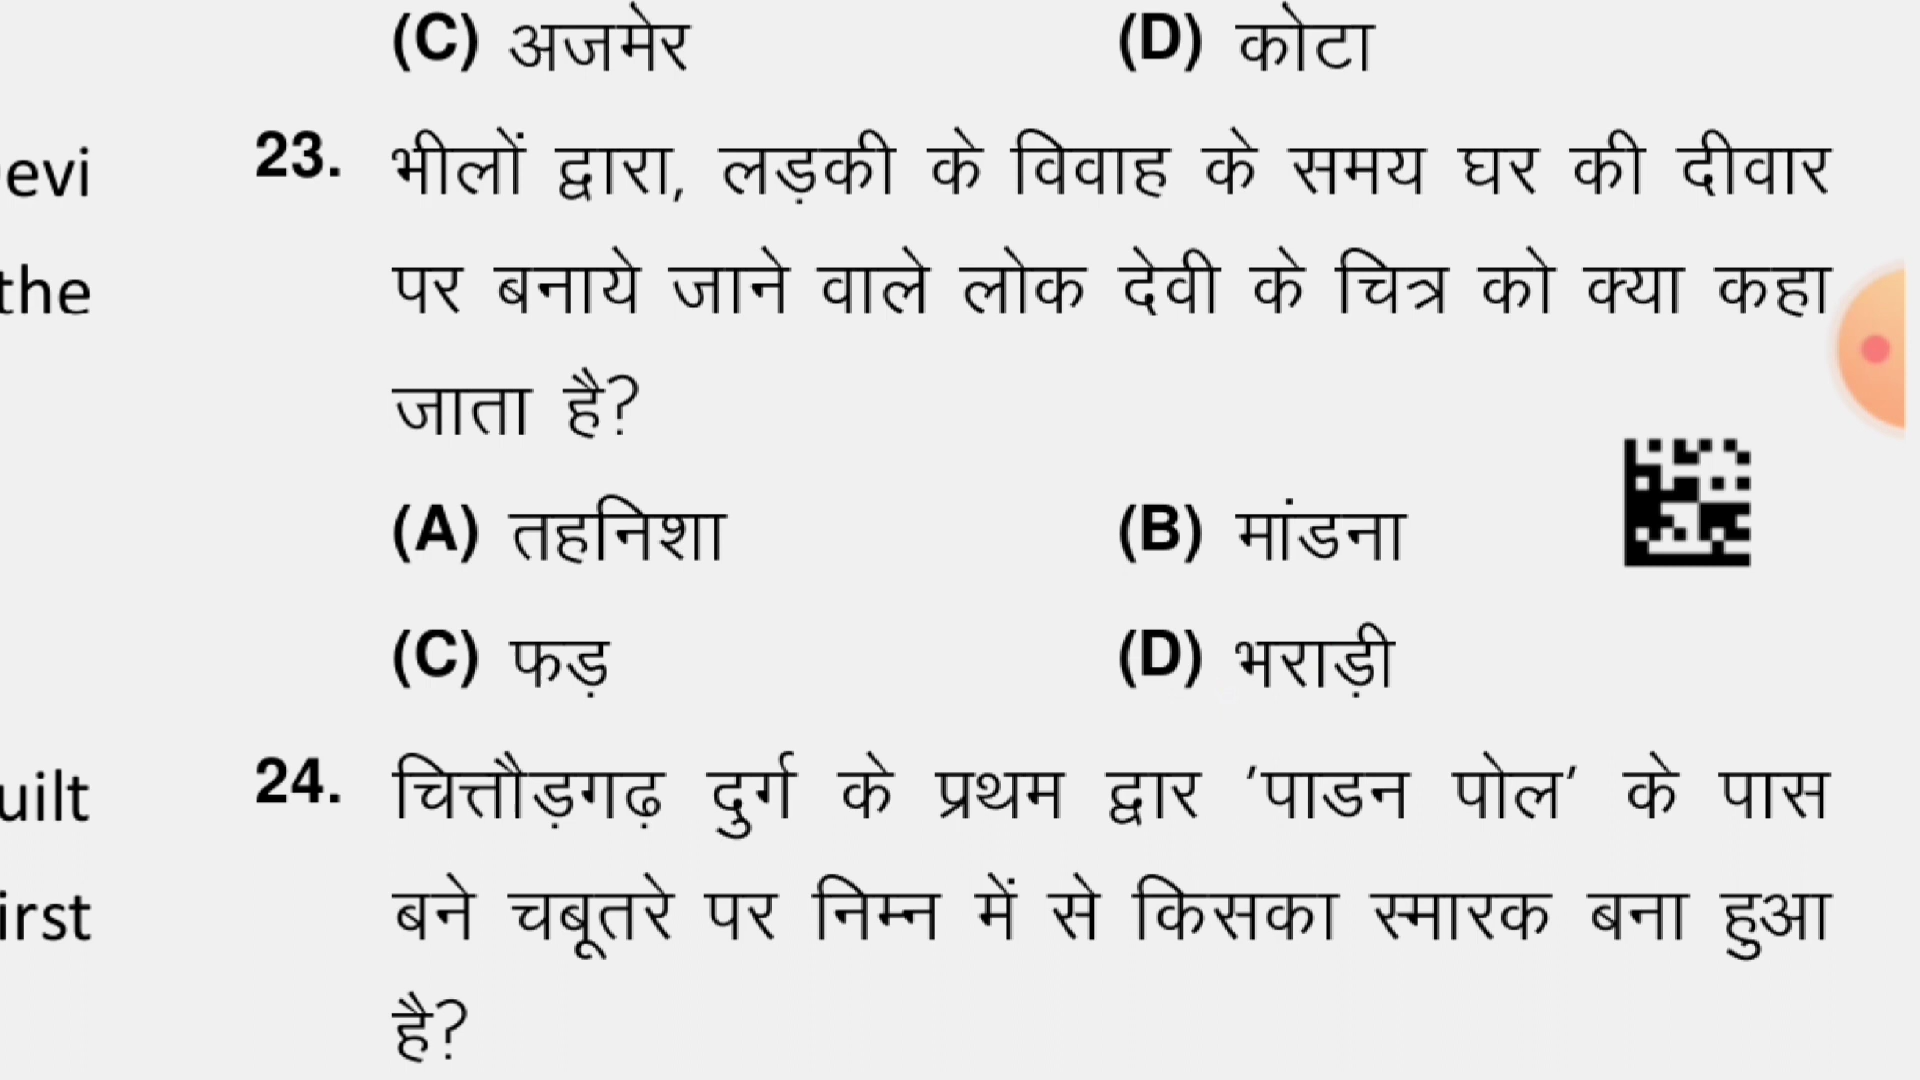 (C) अजमेर (D) कोटा
evi 23. भीलों द्वारा, लड़की के विवाह के समय घर की दीवार
the पर बनाये जाने वाले लोक देवी के चित्र को क्या कहा
जाता है?
(A) तहनिशा (B) मांडना
(C) फड़ (D) भराड़ी
uilt 24. चित्तौड़गढ़ दुर्ग के प्रथम द्वार 'पाडन पोल' के पास
irst बने चबूतरे पर निम्न में से किसका स्मारक बना हुआ
है?